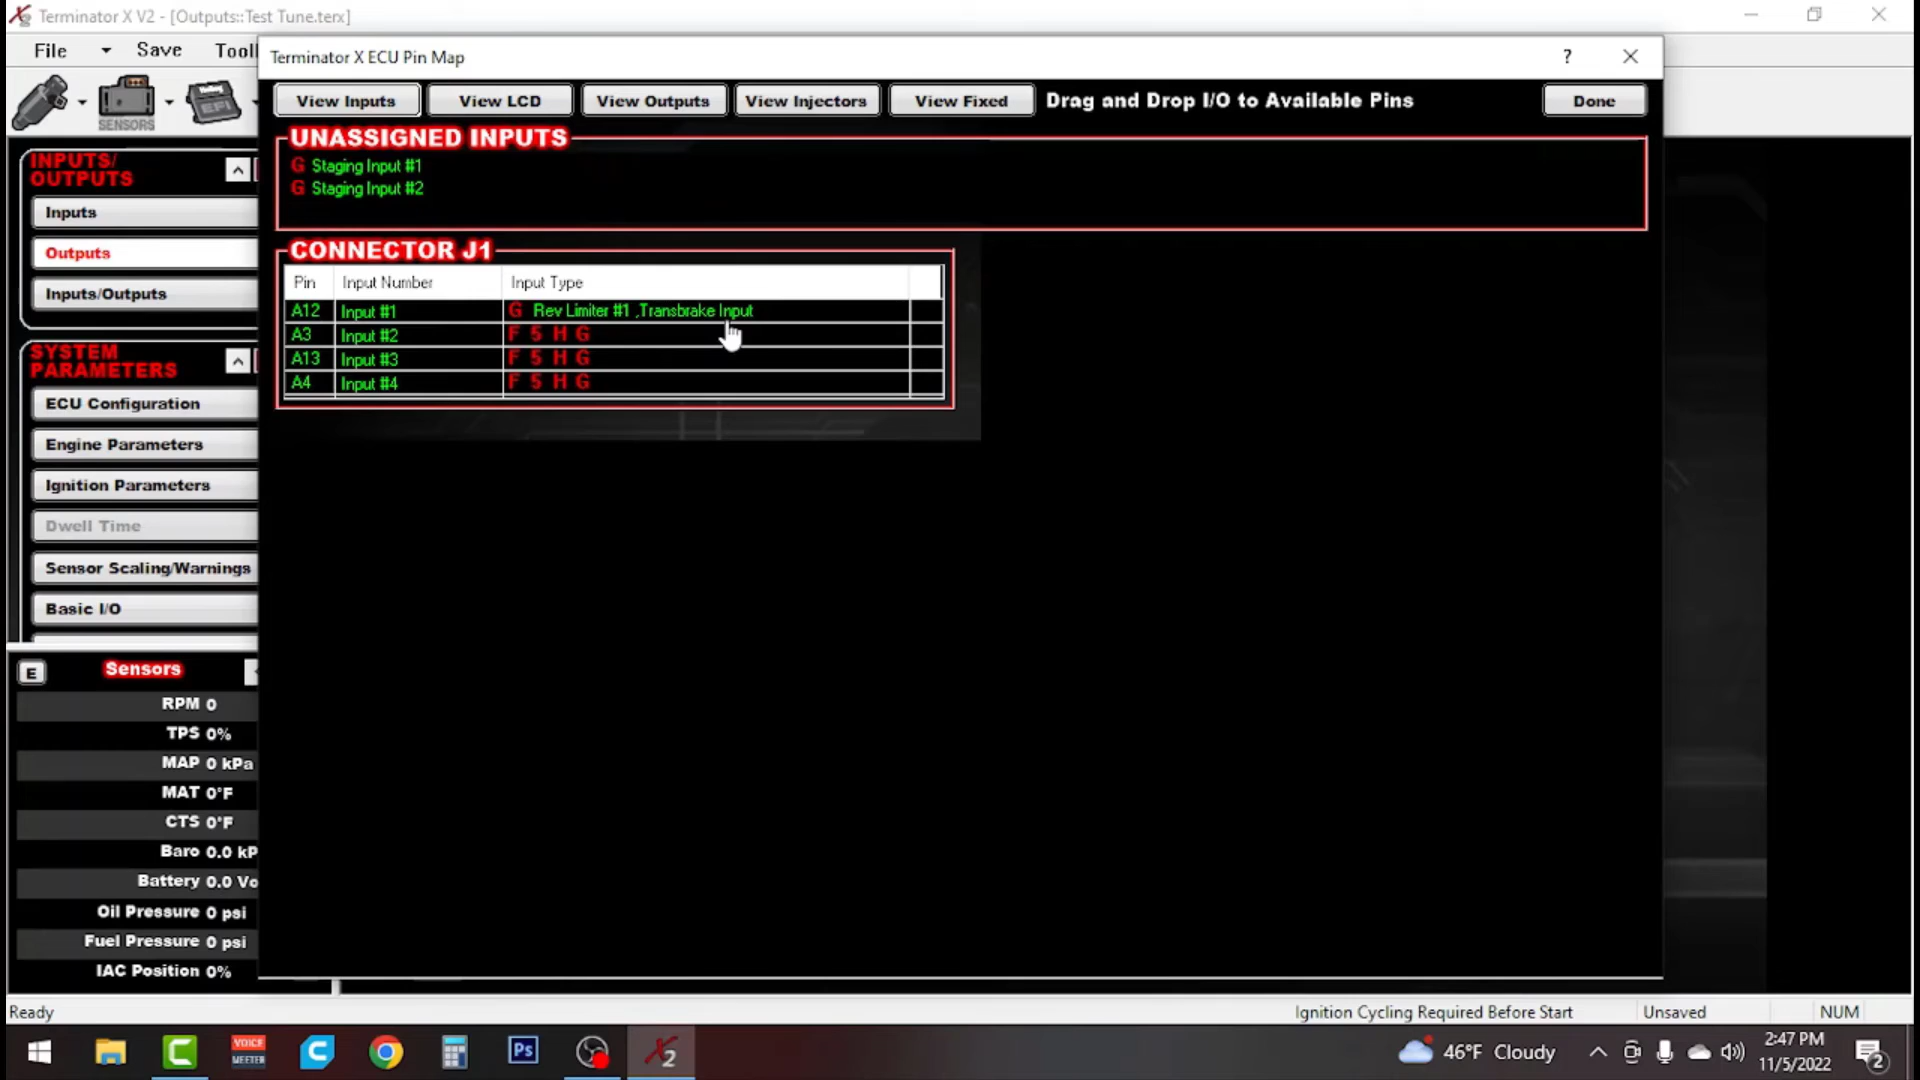 Terminator X V2 - [Outputs::Test Tune.terx]
File Save Tool
Terminator X ECU Pin Map
?
View Inputs View LCD View Outputs View Injectors View Fixed Drag and Drop I/O to Available Pins Done
SENSORS
EFI
UNASSIGNED INPUTS
G Staging Input #1
G Staging Input #2
CONNECTOR J1
Pin Input Number Input Type
A12 Input #1 G Rev Limiter #1 ,Transbrake Input
A3 Input #2 F 5 H G
A13 Input #3 F 5 H G
A4 Input #4 F 5 H G
INPUTS/
OUTPUTS
Inputs
Outputs
Inputs/Outputs
SYSTEM
PARAMETERS
ECU Configuration
Engine Parameters
Ignition Parameters
Dwell Time
Sensor Scaling/Warnings
Basic I/O
E Sensors
RPM 0
TPS 0%
MAP 0 kPa
MAT 0°F
CTS 0°F
Baro 0.0 kP
Battery 0.0 Vo
Oil Pressure 0 psi
Fuel Pressure 0 psi
IAC Position 0%
Ready Ignition Cycling Required Before Start Unsaved NUM
VOICE
MEETER
Ps
2
46°F Cloudy
2:47 PM
11/5/2022
2